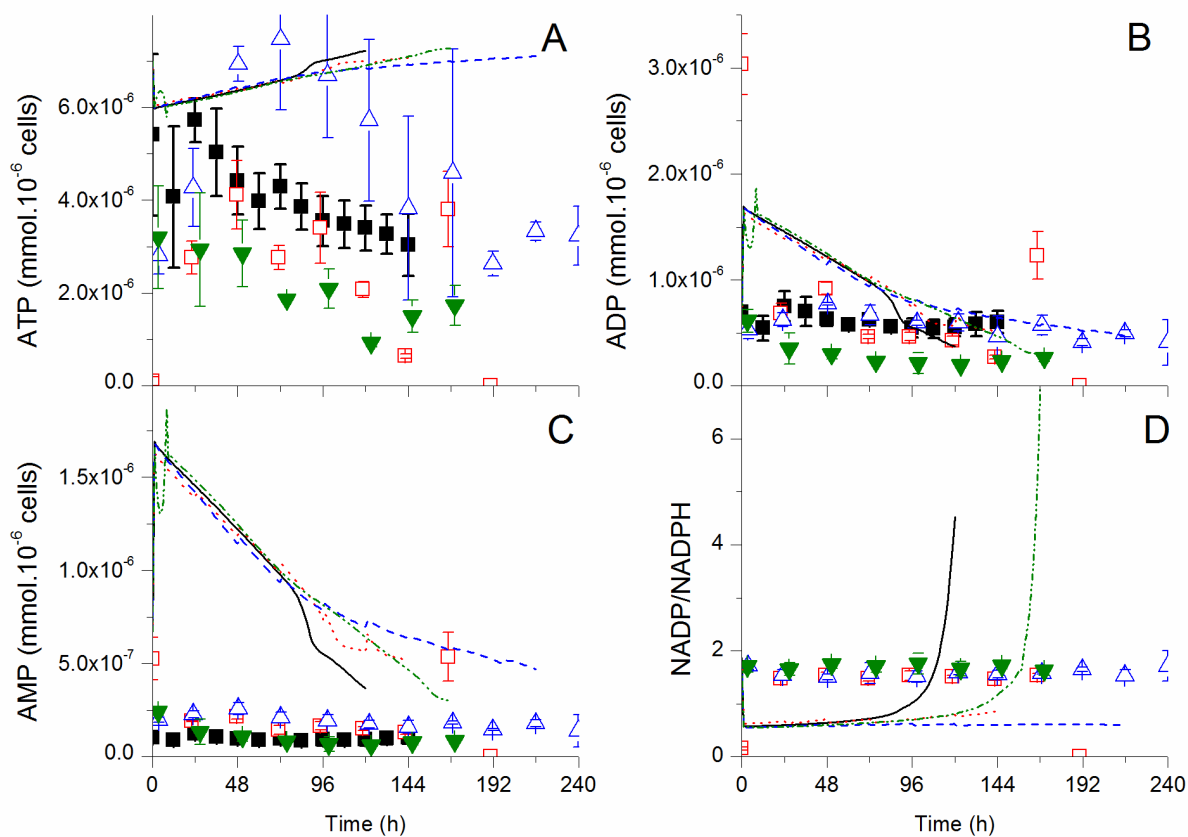 A
ATP (mmol.10⁻⁶ cells)
6.0x10⁻⁶
4.0x10⁻⁶
2.0x10⁻⁶
0.0
B
ADP (mmol.10⁻⁶ cells)
3.0x10⁻⁶
2.0x10⁻⁶
1.0x10⁻⁶
0.0
C
AMP (mmol.10⁻⁶ cells)
1.5x10⁻⁶
1.0x10⁻⁶
5.0x10⁻⁷
0.0
0 48 96 144 192 240
Time (h)
D
NADP/NADPH
6
4
2
0
0 48 96 144 192 240
Time (h)